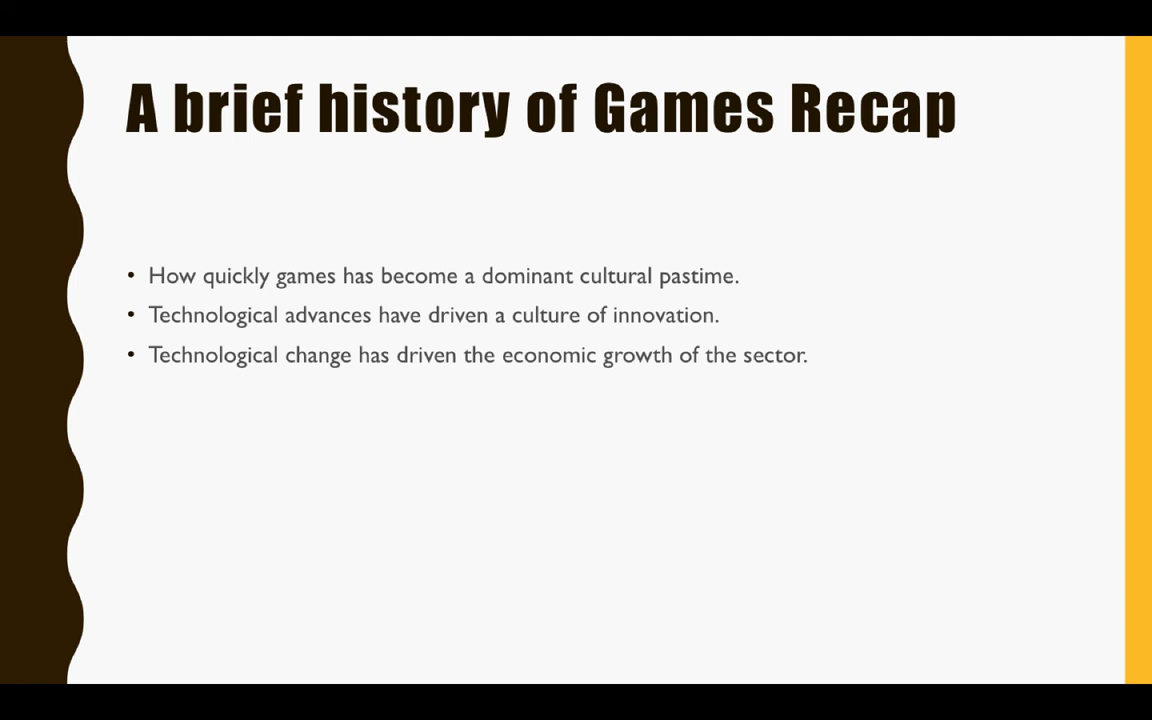 A brief history of Games Recap
• How quickly games has become a dominant cultural pastime.
• Technological advances have driven a culture of innovation.
• Technological change has driven the economic growth of the sector.